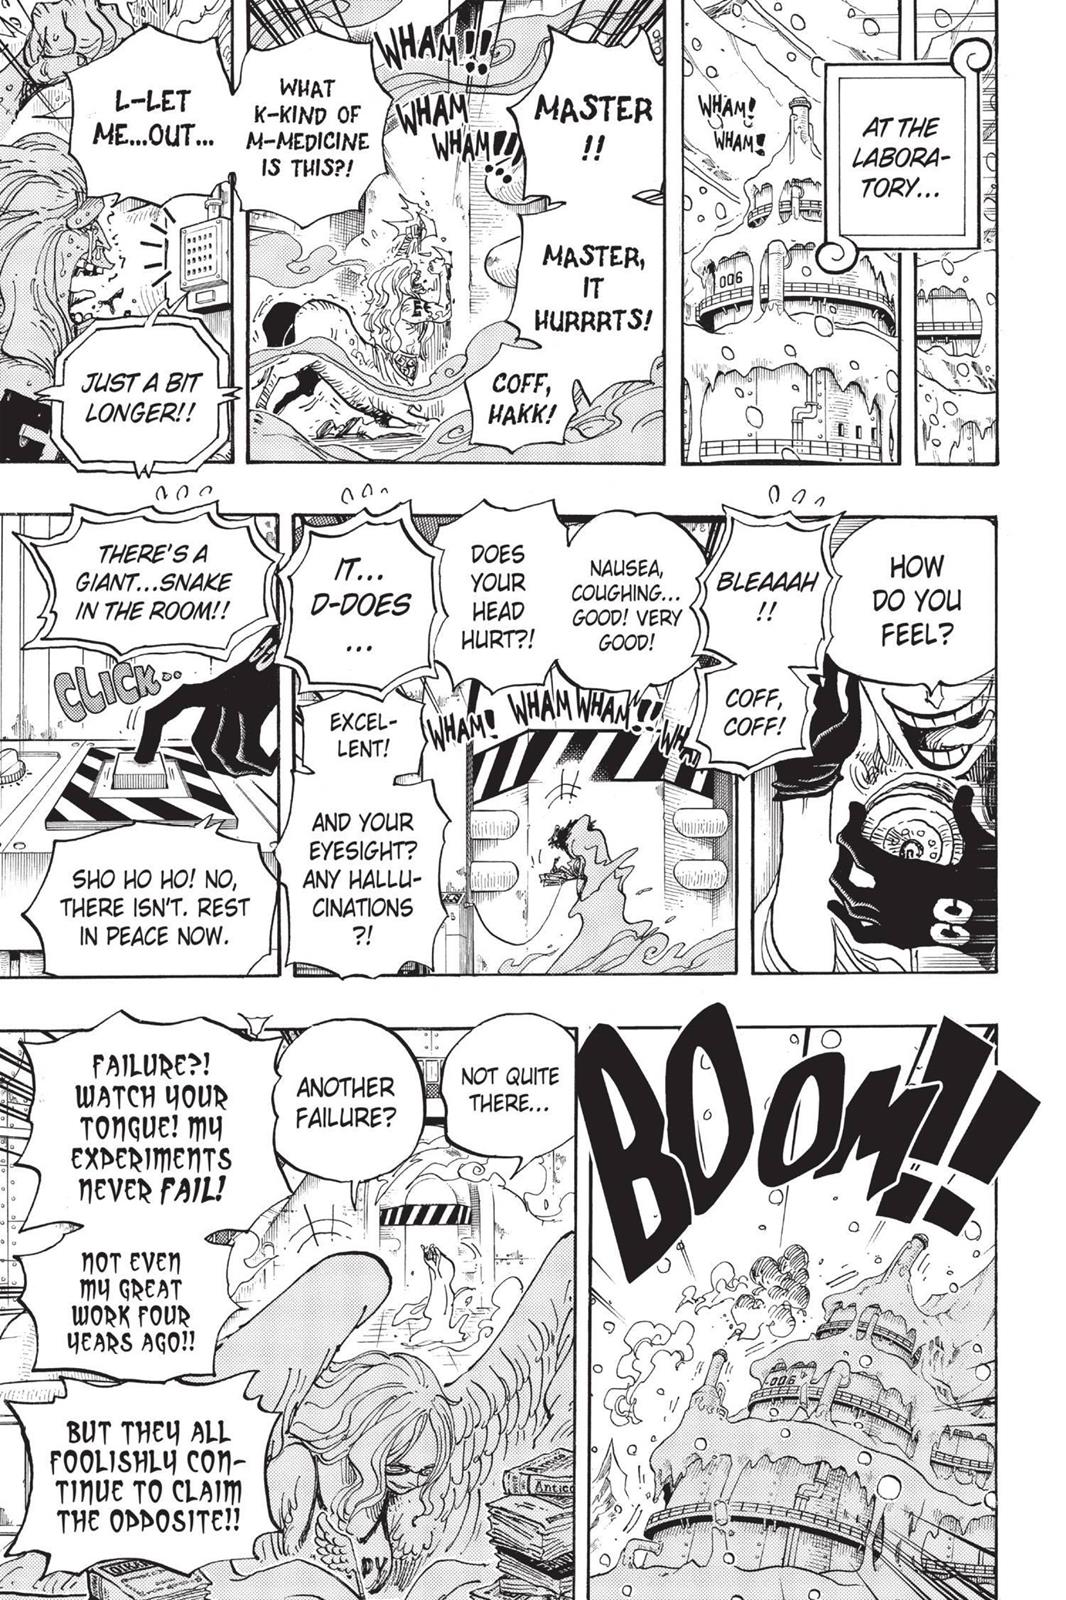 AT THE
LABORA-
TORY...
WHAM!
WHAM!
006
WHAM!!
WHAM
WHAM!!!
MASTER
!!
MASTER,
IT
HURRRTS!
COFF,
HAKK!
WHAT
K-KIND OF
M-MEDICINE
IS THIS?!
L-LET
ME...OUT...
JUST A BIT
LONGER!!
HOW
DO YOU
FEEL?
CC
BLEAAAH
!!
COFF,
COFF!
NAUSEA,
COUGHING...
GOOD! VERY
GOOD!
DOES
YOUR
HEAD
HURT?!
WHAM!
WHAM WHAM!!
WH
IT...
D-DOES
...
EXCEL-
LENT!
AND YOUR
EYESIGHT?
ANY HALLU-
CINATIONS
?!
THERE'S A
GIANT...SNAKE
IN THE ROOM!!
CLICK...
SHO HO HO! NO,
THERE ISN'T. REST
IN PEACE NOW.
BOOM!!
006
NOT QUITE
THERE...
ANOTHER
FAILURE?
FAILURE?!
WATCH YOUR
TONGUE! MY
EXPERIMENTS
NEVER FAIL!
NOT EVEN
MY GREAT
WORK FOUR
YEARS AGO!!
BUT THEY ALL
FOOLISHLY CON-
TINUE TO CLAIM
THE OPPOSITE!!